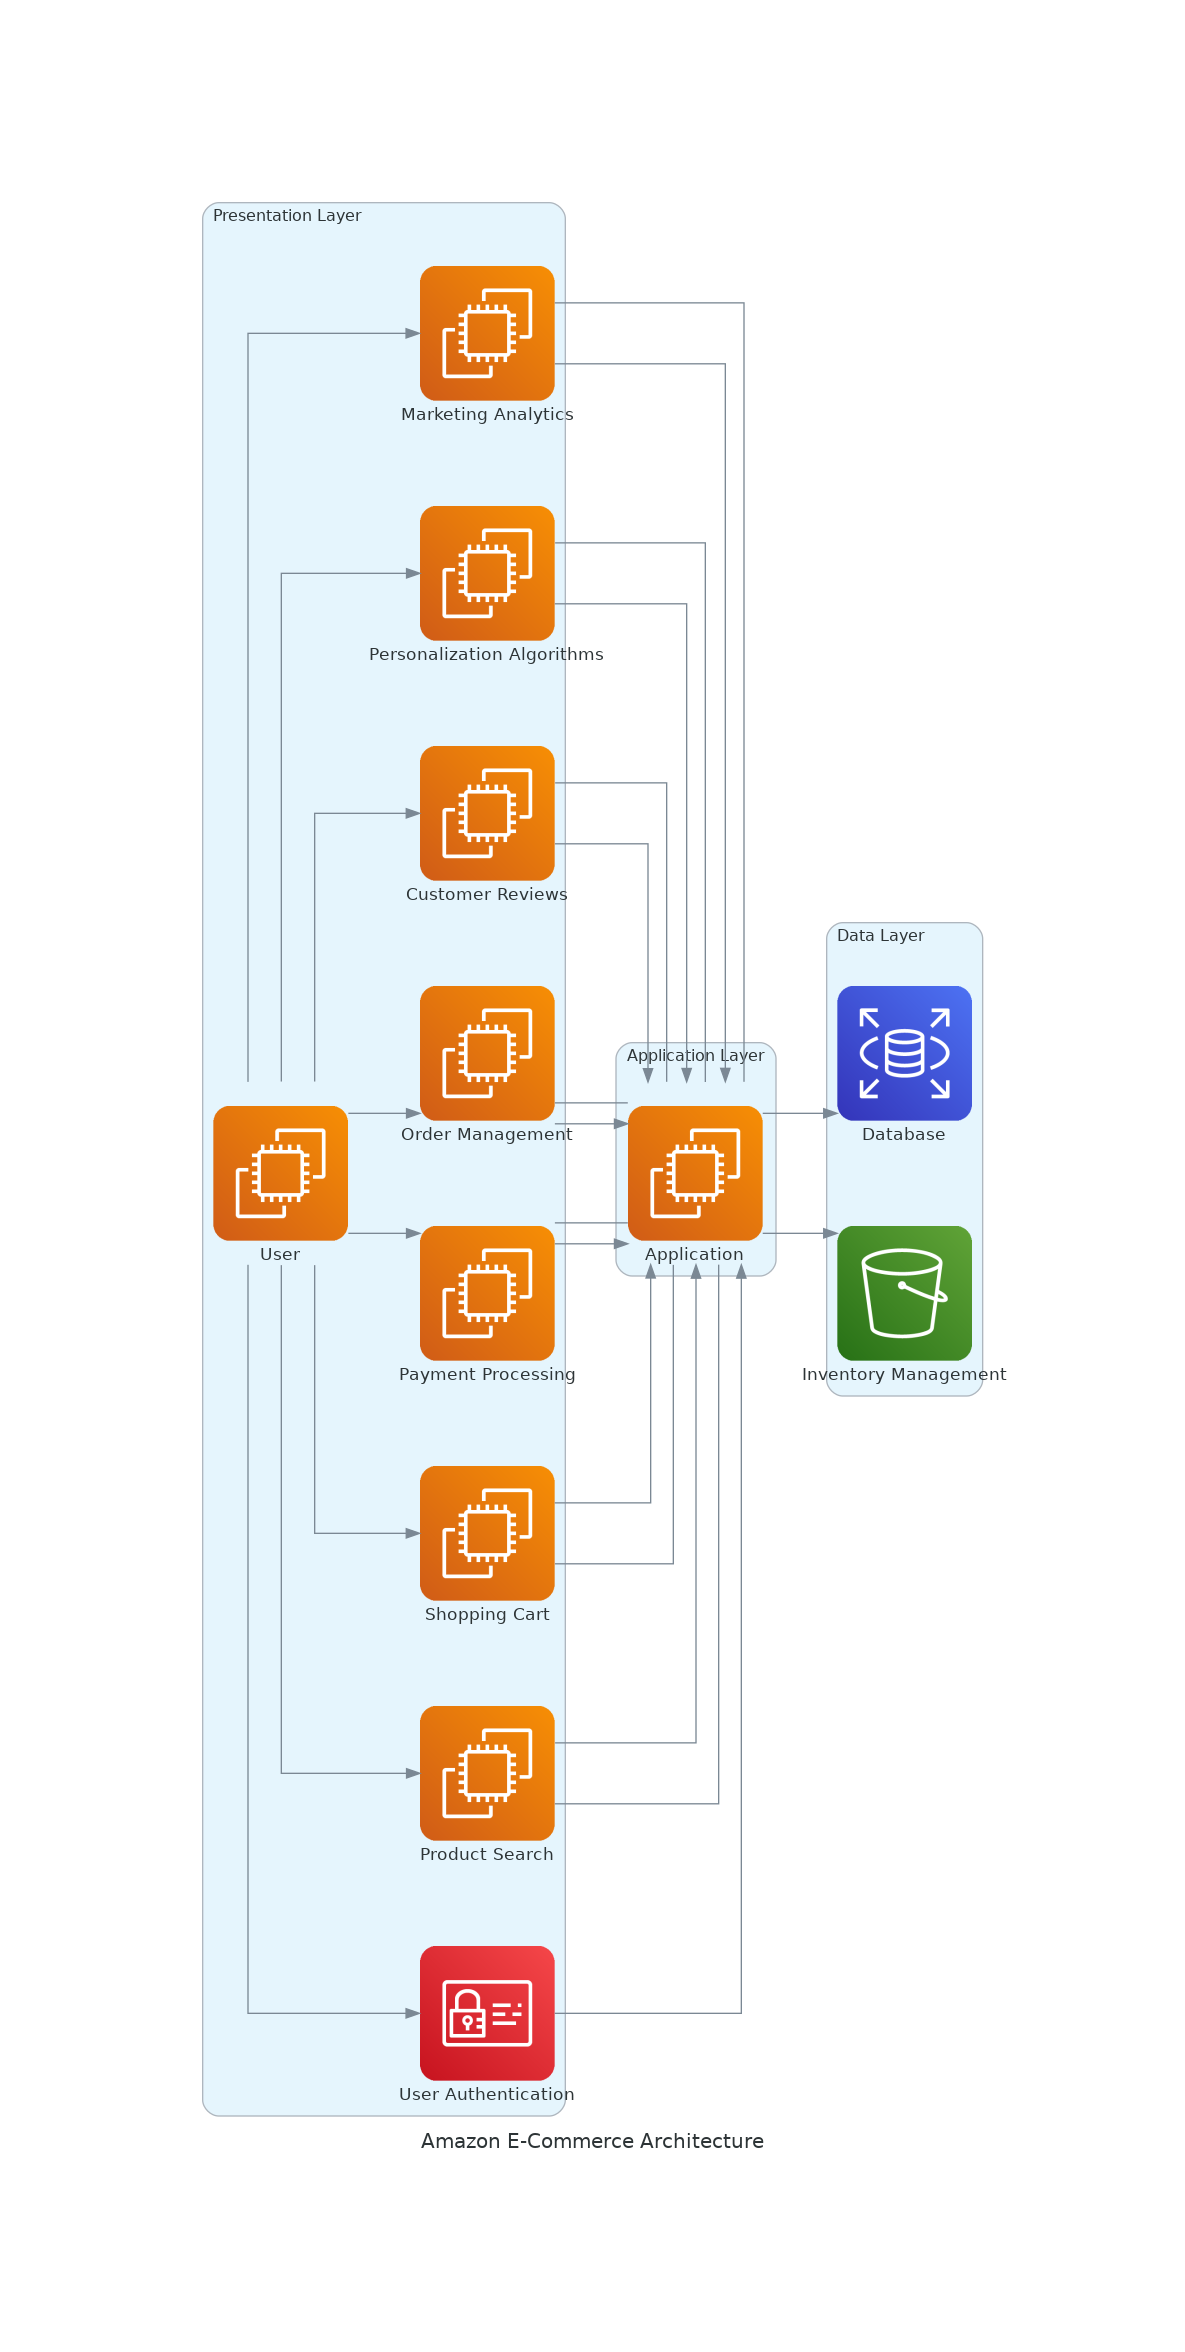 Presentation Layer
Marketing Analytics
Personalization Algorithms
Customer Reviews
Order Management
User
Payment Processing
Shopping Cart
Product Search
User Authentication
Application Layer
Application
Data Layer
Database
Inventory Management
Amazon E-Commerce Architecture